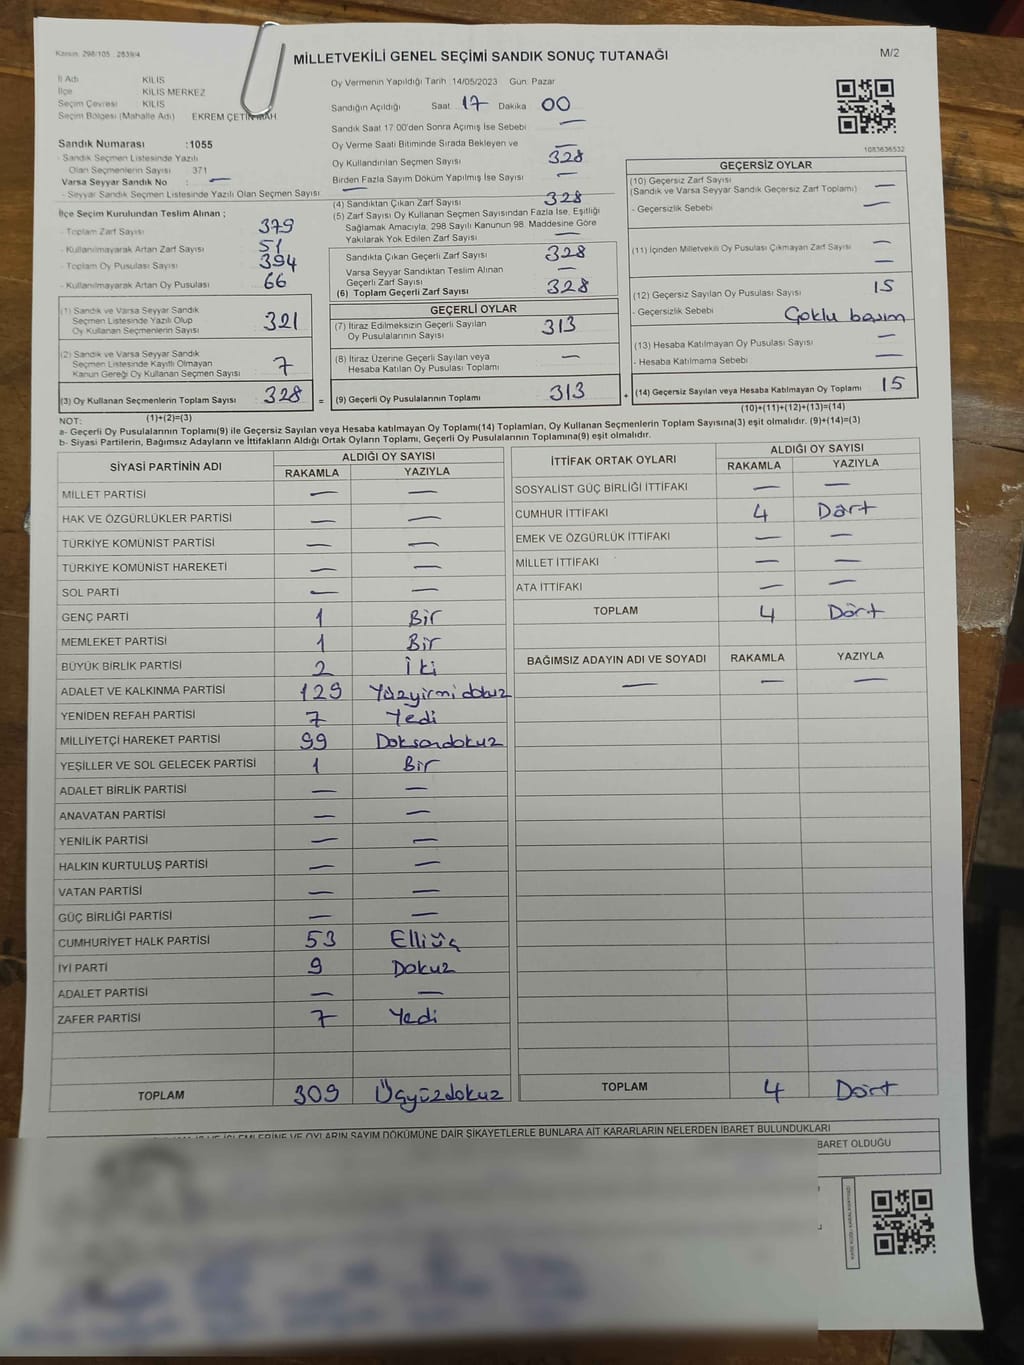 Kanun: 298/105 2839/4
MİLLETVEKİLİ GENEL SEÇİMİ SANDIK SONUÇ TUTANAĞI
M/2
İl Adı KİLİS
İlçe KİLİS MERKEZ
Seçim Çevresi KİLİS
Seçim Bölgesi (Mahalle Adı) EKREM ÇETİN MAH.
Sandık Numarası :1055
- Sandık Seçmen Listesinde Yazılı
Olan Seçmenlerin Sayısı 371
Varsa Seyyar Sandık No : —
- Seyyar Sandık Seçmen Listesinde Yazılı Olan Seçmen Sayısı —
İlçe Seçim Kurulundan Teslim Alınan ;
- Toplam Zarf Sayısı 379
- Kullanılmayarak Artan Zarf Sayısı 51
- Toplam Oy Pusulası Sayısı 394
- Kullanılmayarak Artan Oy Pusulası 66
(1) Sandık ve Varsa Seyyar Sandık
Seçmen Listesinde Yazılı Olup
Oy Kullanan Seçmenlerin Sayısı 321
(2) Sandık ve Varsa Seyyar Sandık
Seçmen Listesinde Kayıtlı Olmayan
Kanun Gereği Oy Kullanan Seçmen Sayısı 7
(3) Oy Kullanan Seçmenlerin Toplam Sayısı 328 =
(1)+(2)=(3)
Oy Vermenin Yapıldığı Tarih :14/05/2023 Gün: Pazar
Sandığın Açıldığı Saat 17 Dakika 00
Sandık Saat 17:00'den Sonra Açılmış İse Sebebi —
Oy Verme Saati Bitiminde Sırada Bekleyen ve —
Oy Kullandırılan Seçmen Sayısı 328
Birden Fazla Sayım Döküm Yapılmış İse Sayısı —
(4) Sandıktan Çıkan Zarf Sayısı 328
(5) Zarf Sayısı Oy Kullanan Seçmen Sayısından Fazla İse, Eşitliği
Sağlamak Amacıyla, 298 Sayılı Kanunun 98. Maddesine Göre
Yakılarak Yok Edilen Zarf Sayısı —
Sandıkta Çıkan Geçerli Zarf Sayısı 328
Varsa Seyyar Sandıktan Teslim Alınan
Geçerli Zarf Sayısı —
(6) Toplam Geçerli Zarf Sayısı 328
GEÇERLİ OYLAR
(7) İtiraz Edilmeksizin Geçerli Sayılan
Oy Pusulalarının Sayısı 313
(8) İtiraz Üzerine Geçerli Sayılan veya
Hesaba Katılan Oy Pusulası Toplamı —
(9) Geçerli Oy Pusulalarının Toplamı 313 +
1083636532
GEÇERSİZ OYLAR
(10) Geçersiz Zarf Sayısı
(Sandık ve Varsa Seyyar Sandık Geçersiz Zarf Toplamı) —
- Geçersizlik Sebebi —
(11) İçinden Milletvekili Oy Pusulası Çıkmayan Zarf Sayısı —
—
(12) Geçersiz Sayılan Oy Pusulası Sayısı 15
- Geçersizlik Sebebi Çoklu basım
(13) Hesaba Katılmayan Oy Pusulası Sayısı —
- Hesaba Katılmama Sebebi —
(14) Geçersiz Sayılan veya Hesaba Katılmayan Oy Toplamı 15
(10)+(11)+(12)+(13)=(14)
NOT:
a- Geçerli Oy Pusulaları Toplamı(9) ile Geçersiz Sayılan veya Hesaba katılmayan Oy Toplamı(14) Toplamları, Oy Kullanan Seçmenlerin Toplam Sayısına(3) eşit olmalıdır. (9)+(14)=(3)
b- Siyasi Partilerin, Bağımsız Adayların ve İttifakların Aldığı Ortak Oyların Toplamı, Geçerli Oy Pusulalarının Toplamına(9) eşit olmalıdır.
SİYASİ PARTİNİN ADI ALDIĞI OY SAYISI
RAKAMLA YAZIYLA
MİLLET PARTİSİ — —
HAK VE ÖZGÜRLÜKLER PARTİSİ — —
TÜRKİYE KOMÜNİST PARTİSİ — —
TÜRKİYE KOMÜNİST HAREKETİ — —
SOL PARTİ — —
GENÇ PARTİ 1 Bir
MEMLEKET PARTİSİ 1 Bir
BÜYÜK BİRLİK PARTİSİ 2 İki
ADALET VE KALKINMA PARTİSİ 129 Yüzyirmidokuz
YENİDEN REFAH PARTİSİ 7 Yedi
MİLLİYETÇİ HAREKET PARTİSİ 99 Doksandokuz
YEŞİLLER VE SOL GELECEK PARTİSİ 1 Bir
ADALET BİRLİK PARTİSİ — —
ANAVATAN PARTİSİ — —
YENİLİK PARTİSİ — —
HALKIN KURTULUŞ PARTİSİ — —
VATAN PARTİSİ — —
GÜÇ BİRLİĞİ PARTİSİ — —
CUMHURİYET HALK PARTİSİ 53 Elliüç
İYİ PARTİ 9 Dokuz
ADALET PARTİSİ — —
ZAFER PARTİSİ 7 Yedi
TOPLAM 309 Üçyüzdokuz
İTTİFAK ORTAK OYLARI ALDIĞI OY SAYISI
RAKAMLA YAZIYLA
SOSYALİST GÜÇ BİRLİĞİ İTTİFAKI — —
CUMHUR İTTİFAKI 4 Dört
EMEK VE ÖZGÜRLÜK İTTİFAKI — —
MİLLET İTTİFAKI — —
ATA İTTİFAKI — —
TOPLAM 4 Dört
BAĞIMSIZ ADAYIN ADI VE SOYADI RAKAMLA YAZIYLA
— — —
TOPLAM 4 Dört
İŞLEMLERİNE VE OYLARIN SAYIM DÖKÜMÜNE DAİR ŞİKAYETLERLE BUNLARA AİT KARARLARIN NELERDEN İBARET BULUNDUKLARI
İBARET OLDUĞU